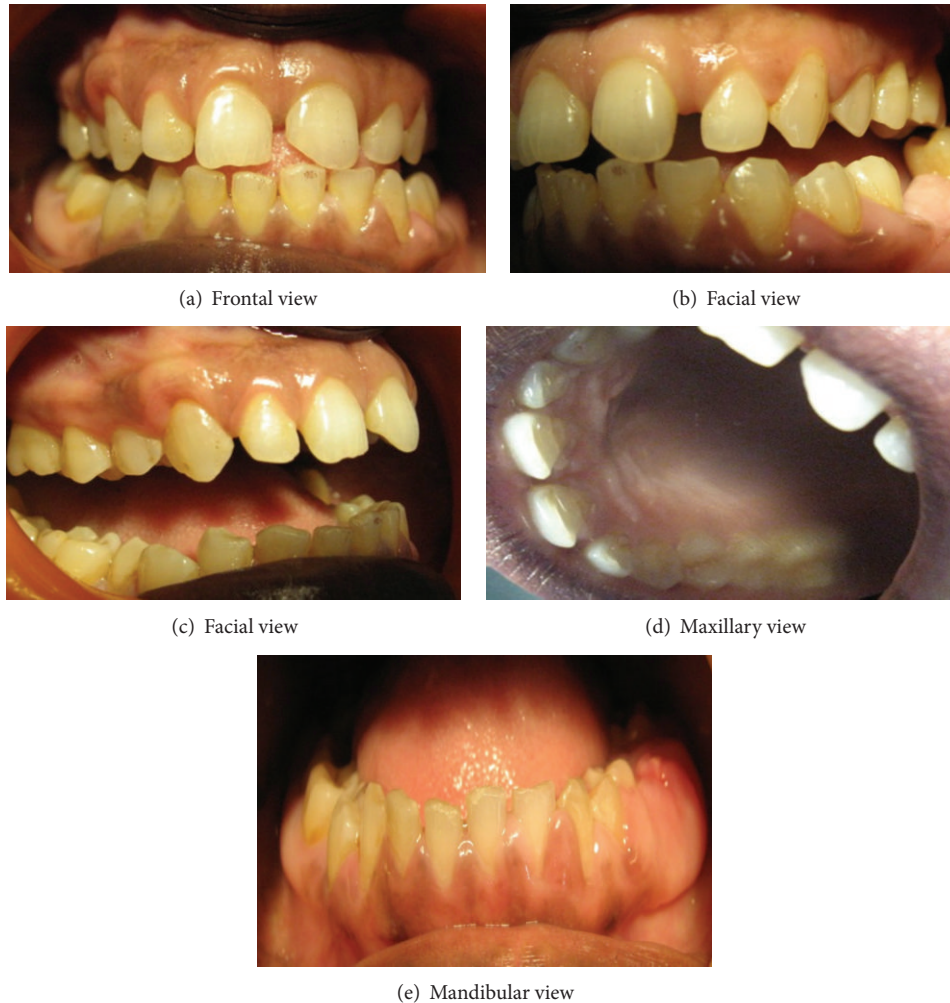 (a) Frontal view
(b) Facial view
(c) Facial view
(d) Maxillary view
(e) Mandibular view